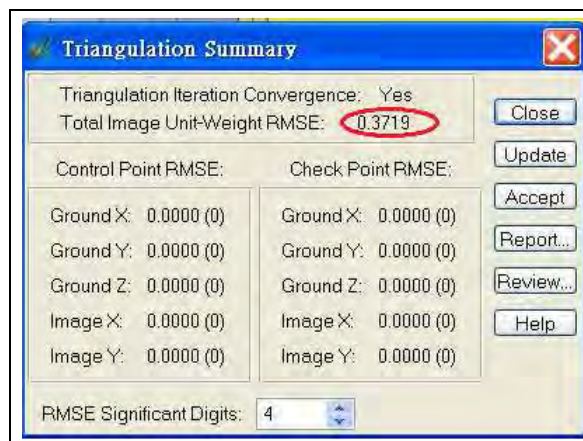 Triangulation Summary
Triangulation Iteration Convergence: Yes
Total Image Unit-Weight RMSE: 0.3719
Control Point RMSE:
Ground X: 0.0000 (0)
Ground Y: 0.0000 (0)
Ground Z: 0.0000 (0)
Image X: 0.0000 (0)
Image Y: 0.0000 (0)
Check Point RMSE:
Ground X: 0.0000 (0)
Ground Y: 0.0000 (0)
Ground Z: 0.0000 (0)
Image X: 0.0000 (0)
Image Y: 0.0000 (0)
RMSE Significant Digits: 4
Close
Update
Accept
Report...
Review...
Help